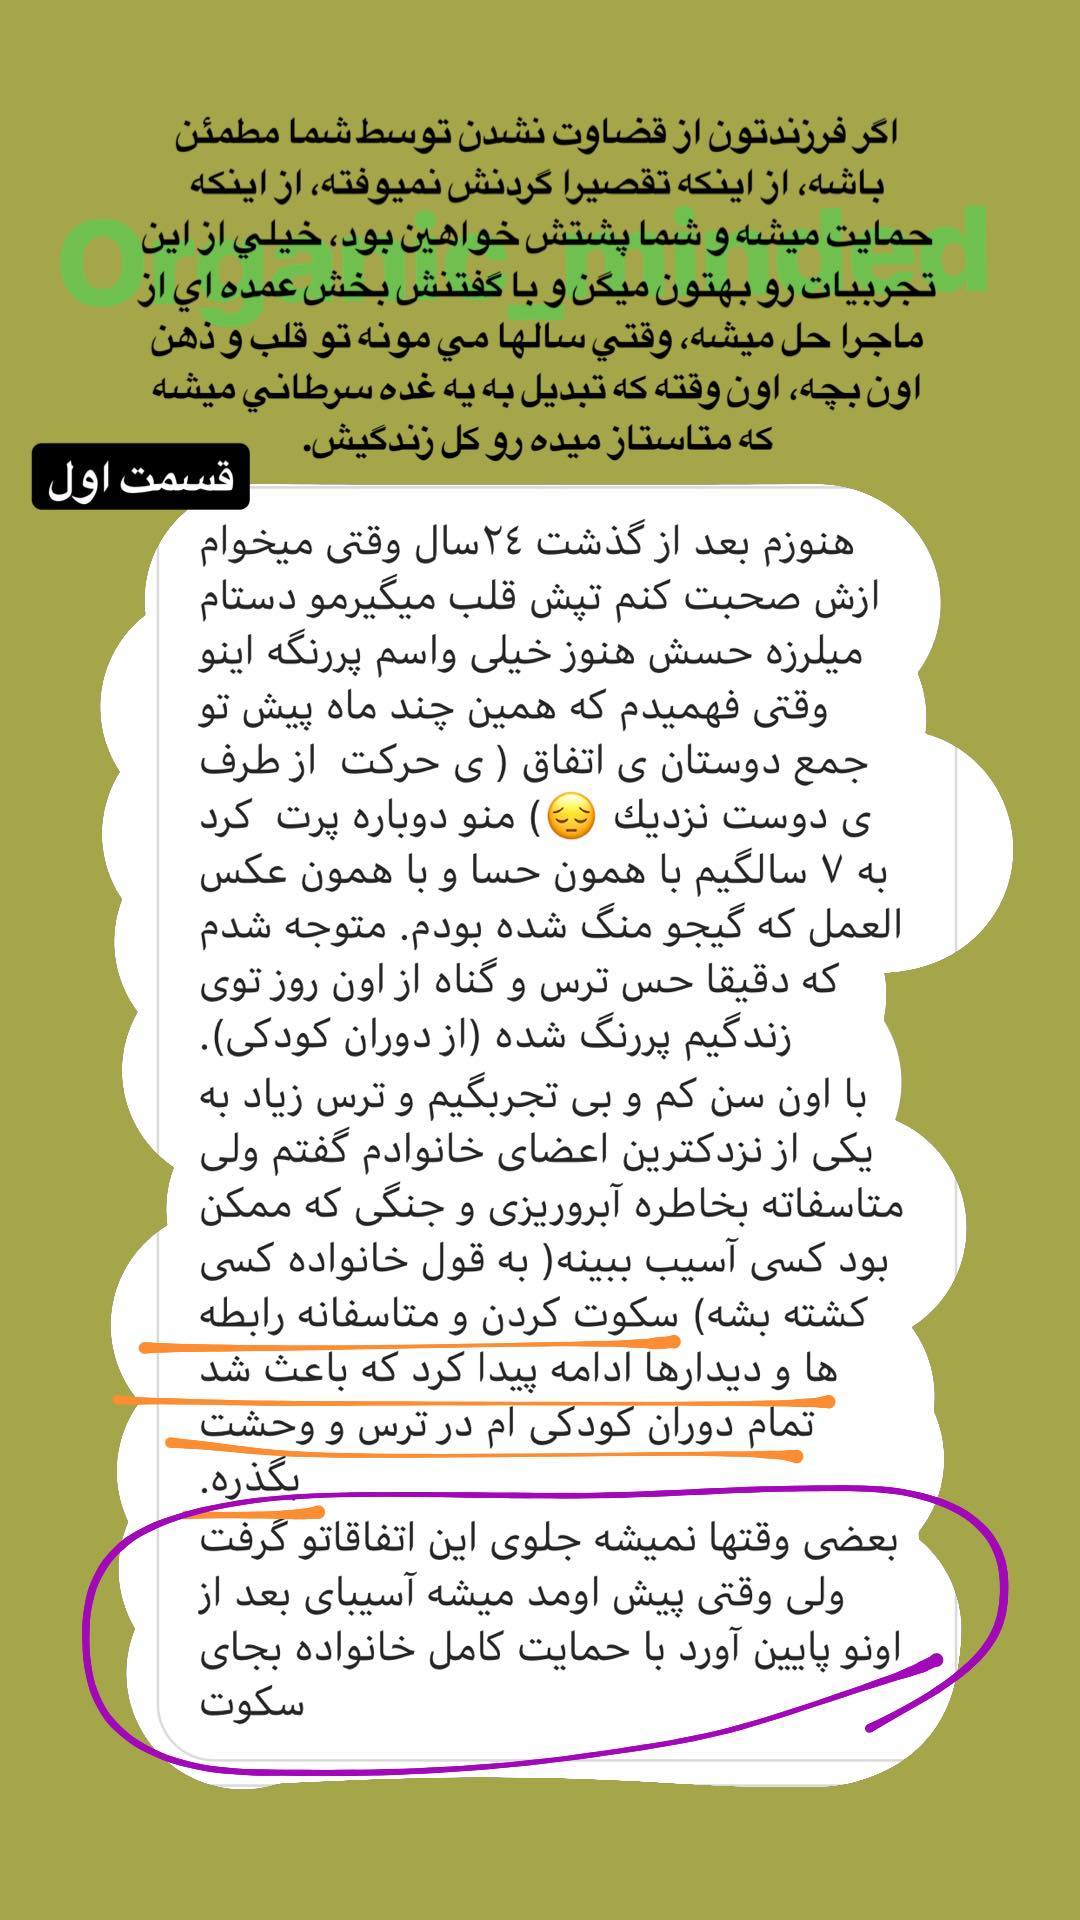 اگر فرزندتون از قضاوت نشدن توسط شما مطمئن
باشه، از اینکه تقصیرا گردنش نمیوفته، از اینکه
حمایت میشه و شما پشتش خواهین بود، خیلي از این
تجربیات رو بهتون میگن و با گفتنش بخش عمده اي از
ماجرا حل میشه، وقتي سالها مي مونه تو قلب و ذهن
اون بچه، اون وقته که تبدیل به یه غده سرطاني میشه
که متاستاز میده رو کل زندگیش.
Organic_minded
قسمت اول
هنوزم بعد از گذشت ٢٤سال وقتی میخوام
ازش صحبت کنم تپش قلب میگیرمو دستام
میلرزه حسش هنوز خیلی واسم پررنگه اینو
وقتی فهمیدم که همین چند ماه پیش تو
جمع دوستان ی اتفاق ( ی حرکت از طرف
ی دوست نزدیك 😔) منو دوباره پرت کرد
به ٧ سالگیم با همون حسا و با همون عکس
العمل که گیجو منگ شده بودم. متوجه شدم
که دقیقا حس ترس و گناه از اون روز توی
زندگیم پررنگ شده (از دوران کودکی).
با اون سن کم و بی تجربگیم و ترس زیاد به
یکی از نزدکترین اعضای خانوادم گفتم ولی
متاسفاته بخاطره آبروریزی و جنگی که ممکن
بود کسی آسیب ببینه( به قول خانواده کسی
کشته بشه) سکوت کردن و متاسفانه رابطه
ها و دیدارها ادامه پیدا کرد که باعث شد
تمام دوران کودکی ام در ترس و وحشت
بگذره.
بعضی وقتها نمیشه جلوی این اتفاقاتو گرفت
ولی وقتی پیش اومد میشه آسیبای بعد از
اونو پایین آورد با حمایت کامل خانواده بجای
سکوت